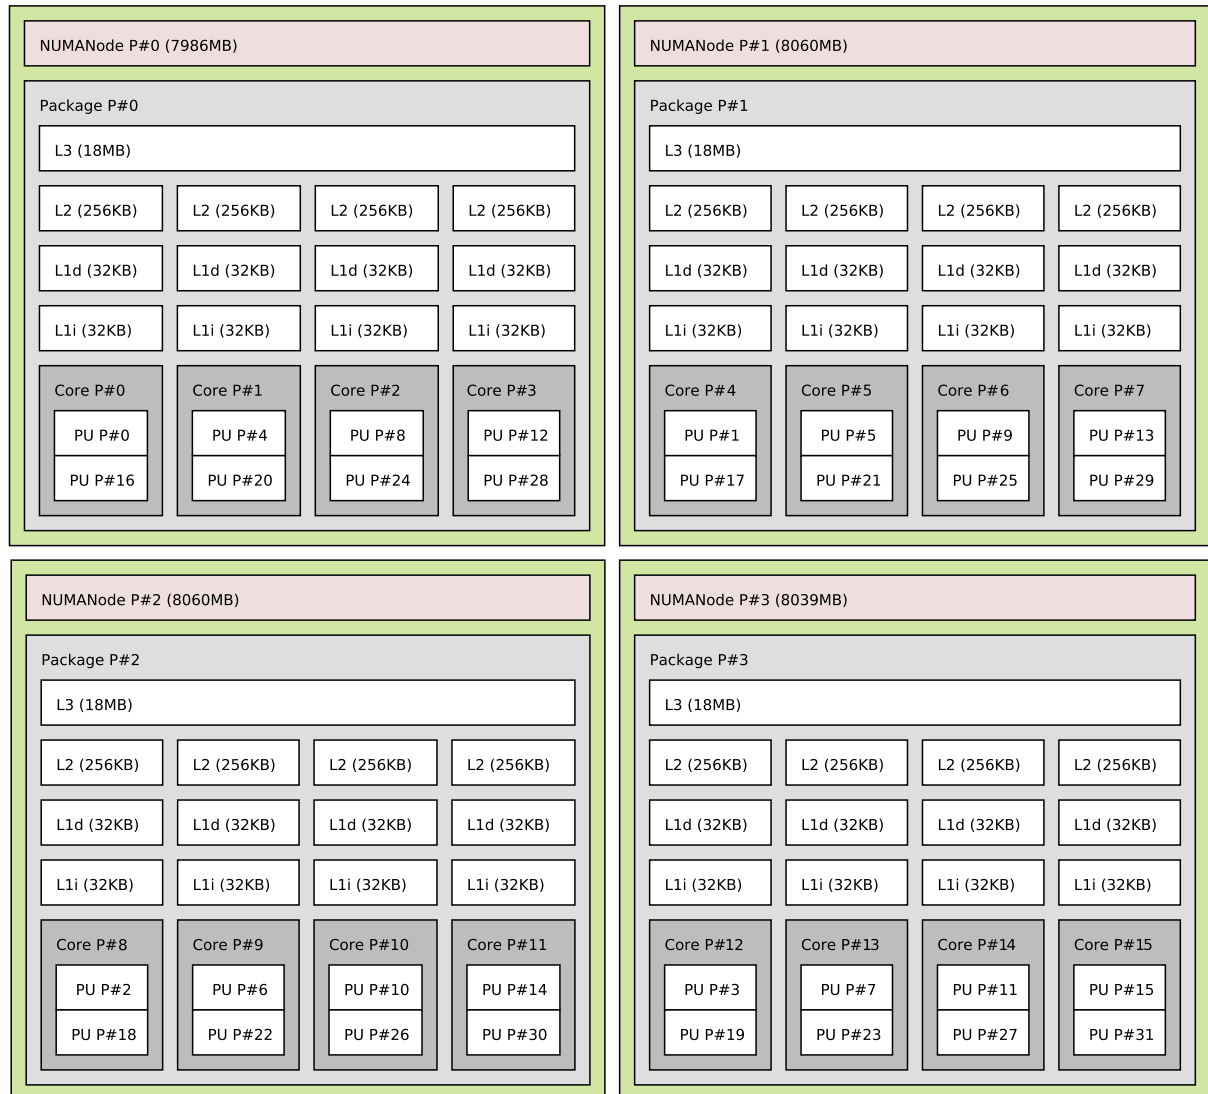 NUMANode P#0 (7986MB)
Package P#0
L3 (18MB)
L2 (256KB) L2 (256KB) L2 (256KB) L2 (256KB)
L1d (32KB) L1d (32KB) L1d (32KB) L1d (32KB)
L1i (32KB) L1i (32KB) L1i (32KB) L1i (32KB)
Core P#0 Core P#1 Core P#2 Core P#3
PU P#0 PU P#4 PU P#8 PU P#12
PU P#16 PU P#20 PU P#24 PU P#28
NUMANode P#1 (8060MB)
Package P#1
L3 (18MB)
L2 (256KB) L2 (256KB) L2 (256KB) L2 (256KB)
L1d (32KB) L1d (32KB) L1d (32KB) L1d (32KB)
L1i (32KB) L1i (32KB) L1i (32KB) L1i (32KB)
Core P#4 Core P#5 Core P#6 Core P#7
PU P#1 PU P#5 PU P#9 PU P#13
PU P#17 PU P#21 PU P#25 PU P#29
NUMANode P#2 (8060MB)
Package P#2
L3 (18MB)
L2 (256KB) L2 (256KB) L2 (256KB) L2 (256KB)
L1d (32KB) L1d (32KB) L1d (32KB) L1d (32KB)
L1i (32KB) L1i (32KB) L1i (32KB) L1i (32KB)
Core P#8 Core P#9 Core P#10 Core P#11
PU P#2 PU P#6 PU P#10 PU P#14
PU P#18 PU P#22 PU P#26 PU P#30
NUMANode P#3 (8039MB)
Package P#3
L3 (18MB)
L2 (256KB) L2 (256KB) L2 (256KB) L2 (256KB)
L1d (32KB) L1d (32KB) L1d (32KB) L1d (32KB)
L1i (32KB) L1i (32KB) L1i (32KB) L1i (32KB)
Core P#12 Core P#13 Core P#14 Core P#15
PU P#3 PU P#7 PU P#11 PU P#15
PU P#19 PU P#23 PU P#27 PU P#31